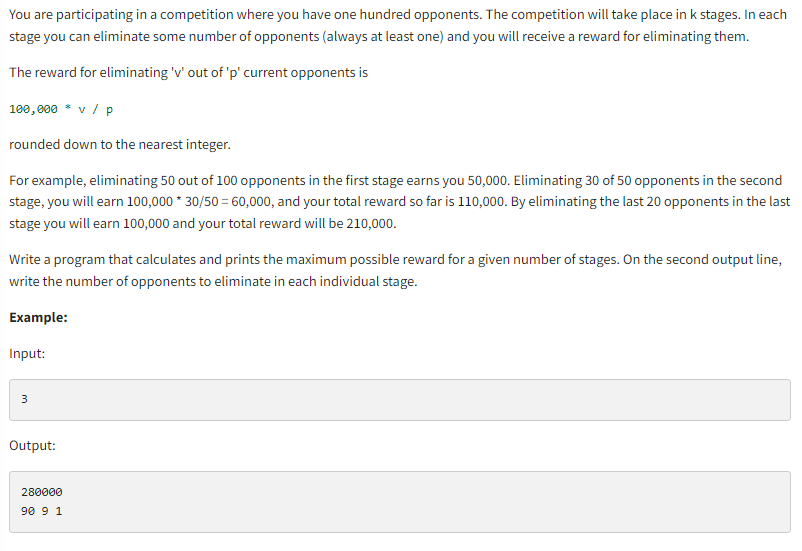 You are participating in a competition where you have one hundred opponents. The competition will take place in k stages. In each
stage you can eliminate some number of opponents (always at least one) and you will receive a reward for eliminating them.
The reward for eliminating 'v' out of 'p' current opponents is
100,000 * v / p
rounded down to the nearest integer.
For example, eliminating 50 out of 100 opponents in the first stage earns you 50,000. Eliminating 30 of 50 opponents in the second
stage, you will earn 100,000 * 30/50 = 60,000, and your total reward so far is 110,000. By eliminating the last 20 opponents in the last
stage you will earn 100,000 and your total reward will be 210,000.
Write a program that calculates and prints the maximum possible reward for a given number of stages. On the second output line,
write the number of opponents to eliminate in each individual stage.
Example:
Input:
3
Output:
280000
90 9 1